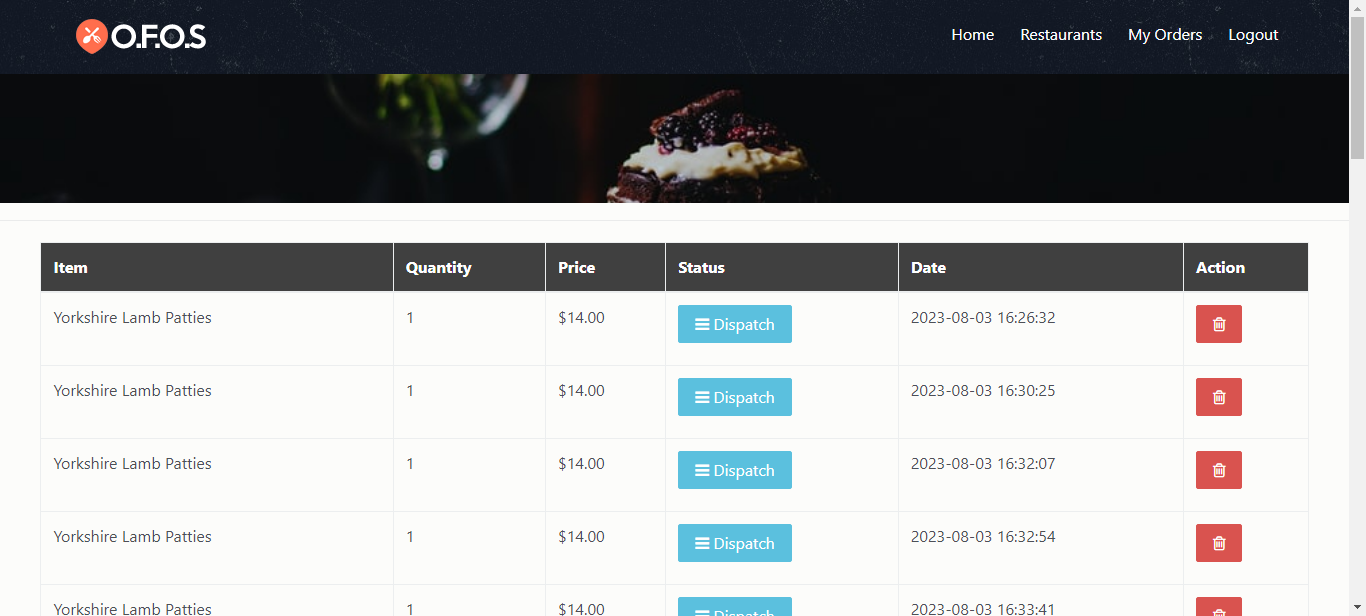 O.F.O.S
Home Restaurants My Orders Logout
Item Quantity Price Status Date Action
Yorkshire Lamb Patties 1 $14.00 Dispatch 2023-08-03 16:26:32
Yorkshire Lamb Patties 1 $14.00 Dispatch 2023-08-03 16:30:25
Yorkshire Lamb Patties 1 $14.00 Dispatch 2023-08-03 16:32:07
Yorkshire Lamb Patties 1 $14.00 Dispatch 2023-08-03 16:32:54
Yorkshire Lamb Patties 1 $14.00 Dispatch 2023-08-03 16:33:41